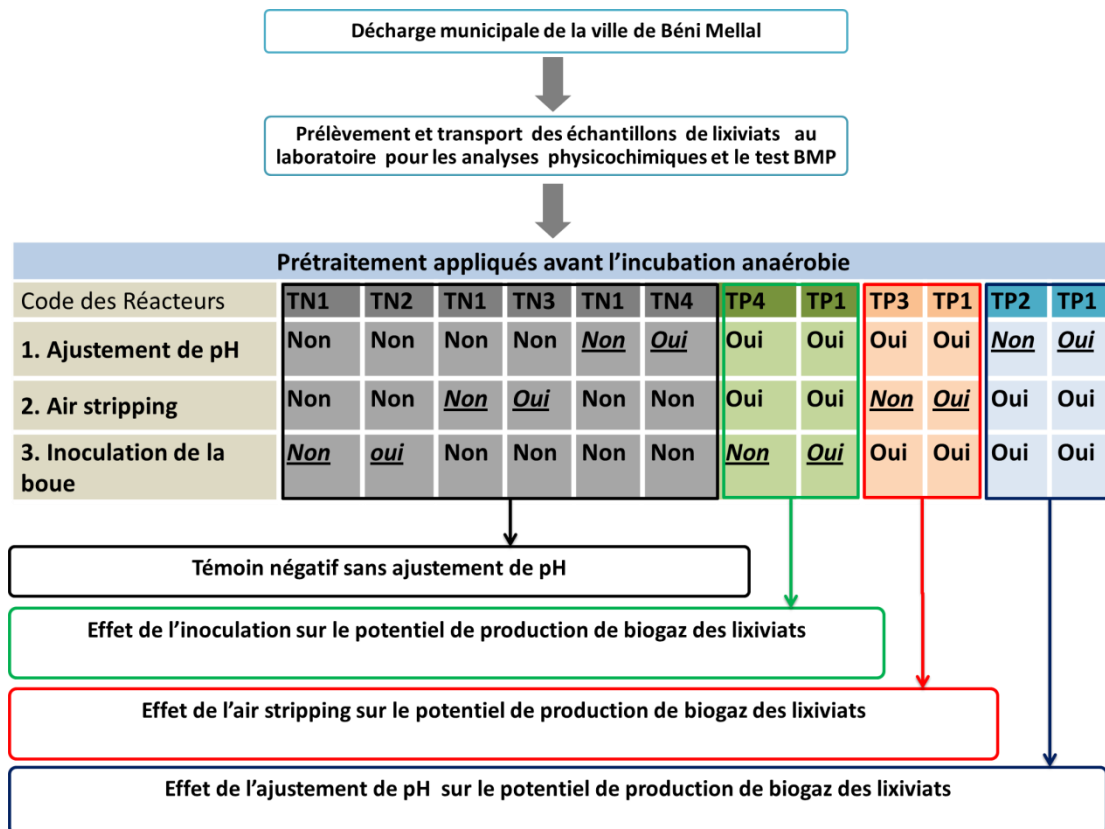 Décharge municipale de la ville de Béni Mellal
Prélèvement et transport des échantillons de lixiviats au
laboratoire pour les analyses physicochimiques et le test BMP
Prétraitement appliqués avant l'incubation anaérobie
Code des Réacteurs TN1 TN2 TN1 TN3 TN1 TN4 TP4 TP1 TP3 TP1 TP2 TP1
1. Ajustement de pH Non Non Non Non Non Oui Oui Oui Oui Oui Non Oui
2. Air stripping Non Non Non Oui Non Non Oui Oui Non Oui Oui Oui
3. Inoculation de la Non oui Non Non Non Non Non Oui Oui Oui Oui Oui
boue
Témoin négatif sans ajustement de pH
Effet de l'inoculation sur le potentiel de production de biogaz des lixiviats
Effet de l'air stripping sur le potentiel de production de biogaz des lixiviats
Effet de l'ajustement de pH sur le potentiel de production de biogaz des lixiviats